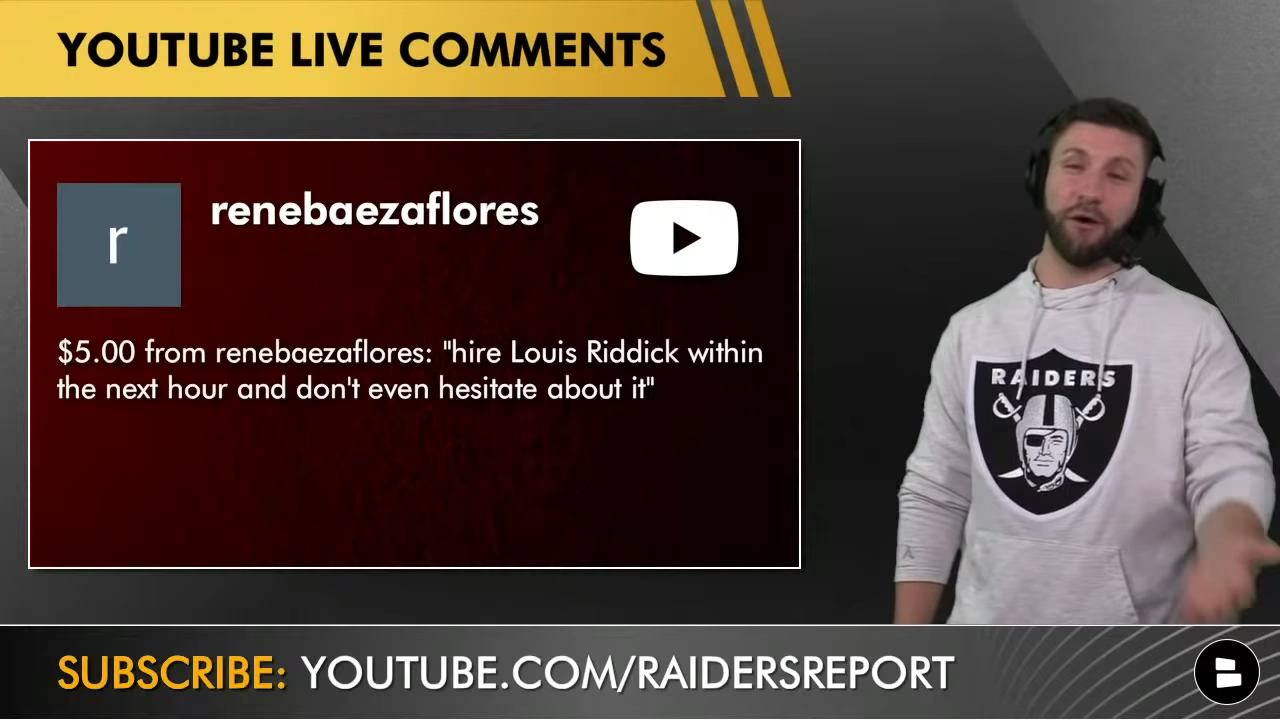 YOUTUBE LIVE COMMENTS
r
renebaezaflores
$5.00 from renebaezaflores: "hire Louis Riddick within
the next hour and don't even hesitate about it"
RAIDERS
SUBSCRIBE: YOUTUBE.COM/RAIDERSREPORT